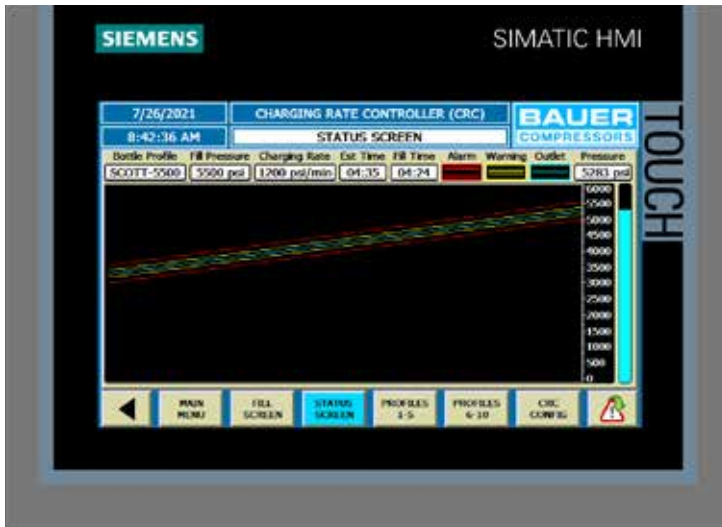 SIEMENS
SIMATIC HMI
TOUCH
7/26/2021
CHARGING RATE CONTROLLER (CRC)
BAUER
8:42:36 AM
STATUS SCREEN
COMPRESSORS
Bottle Profile Fill Pressure Charging Rate Est Time Fill Time Alarm Warning Outlet Pressure
SCOTT-5500 5500 psi 1200 psi/min 04:35 04:24 5283 psi
6000
5500
5000
4500
4000
3500
3000
2500
2000
1500
1000
500
0
MAIN MENU
FILL SCREEN
STATUS SCREEN
PROFILES 1-5
PROFILES 6-10
CRC CONFIG